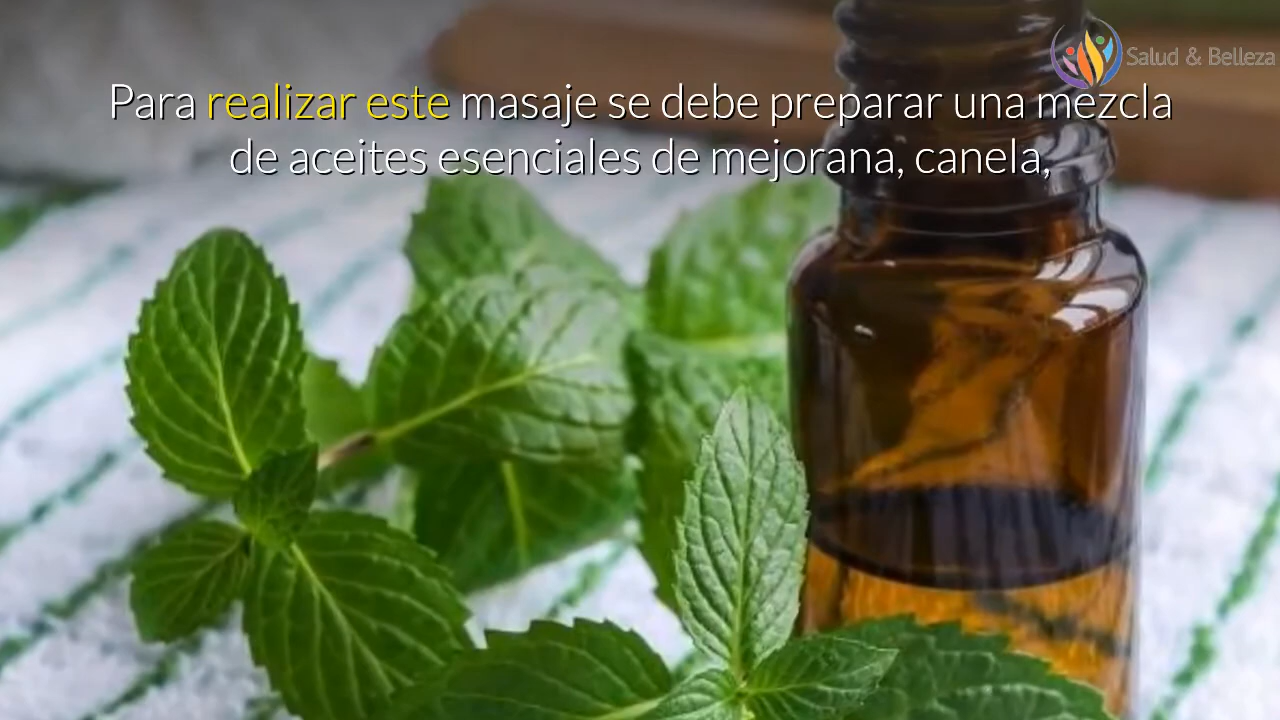 Salud & Belleza
Para realizar este masaje se debe preparar una mezcla
de aceites esenciales de mejorana, canela,